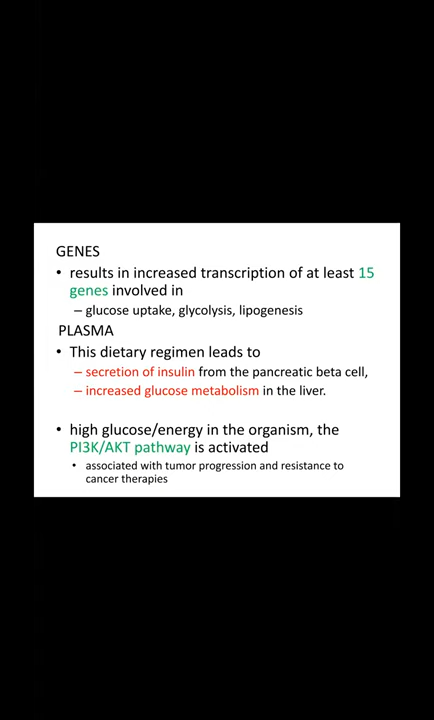 GENES
• results in increased transcription of at least 15
genes involved in
– glucose uptake, glycolysis, lipogenesis
PLASMA
• This dietary regimen leads to
– secretion of insulin from the pancreatic beta cell,
– increased glucose metabolism in the liver.
• high glucose/energy in the organism, the
PI3K/AKT pathway is activated
• associated with tumor progression and resistance to
cancer therapies